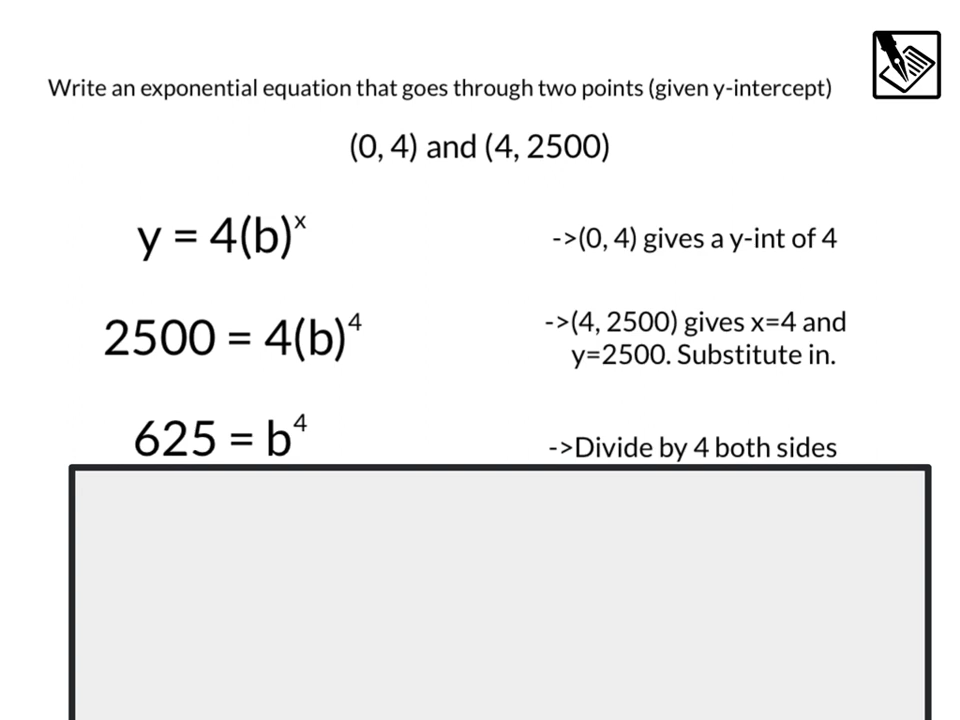 Write an exponential equation that goes through two points (given y-intercept)
(0, 4) and (4, 2500)
y = 4(b)ˣ
->(0, 4) gives a y-int of 4
2500 = 4(b)⁴
->(4, 2500) gives x=4 and
y=2500. Substitute in.
625 = b⁴
->Divide by 4 both sides